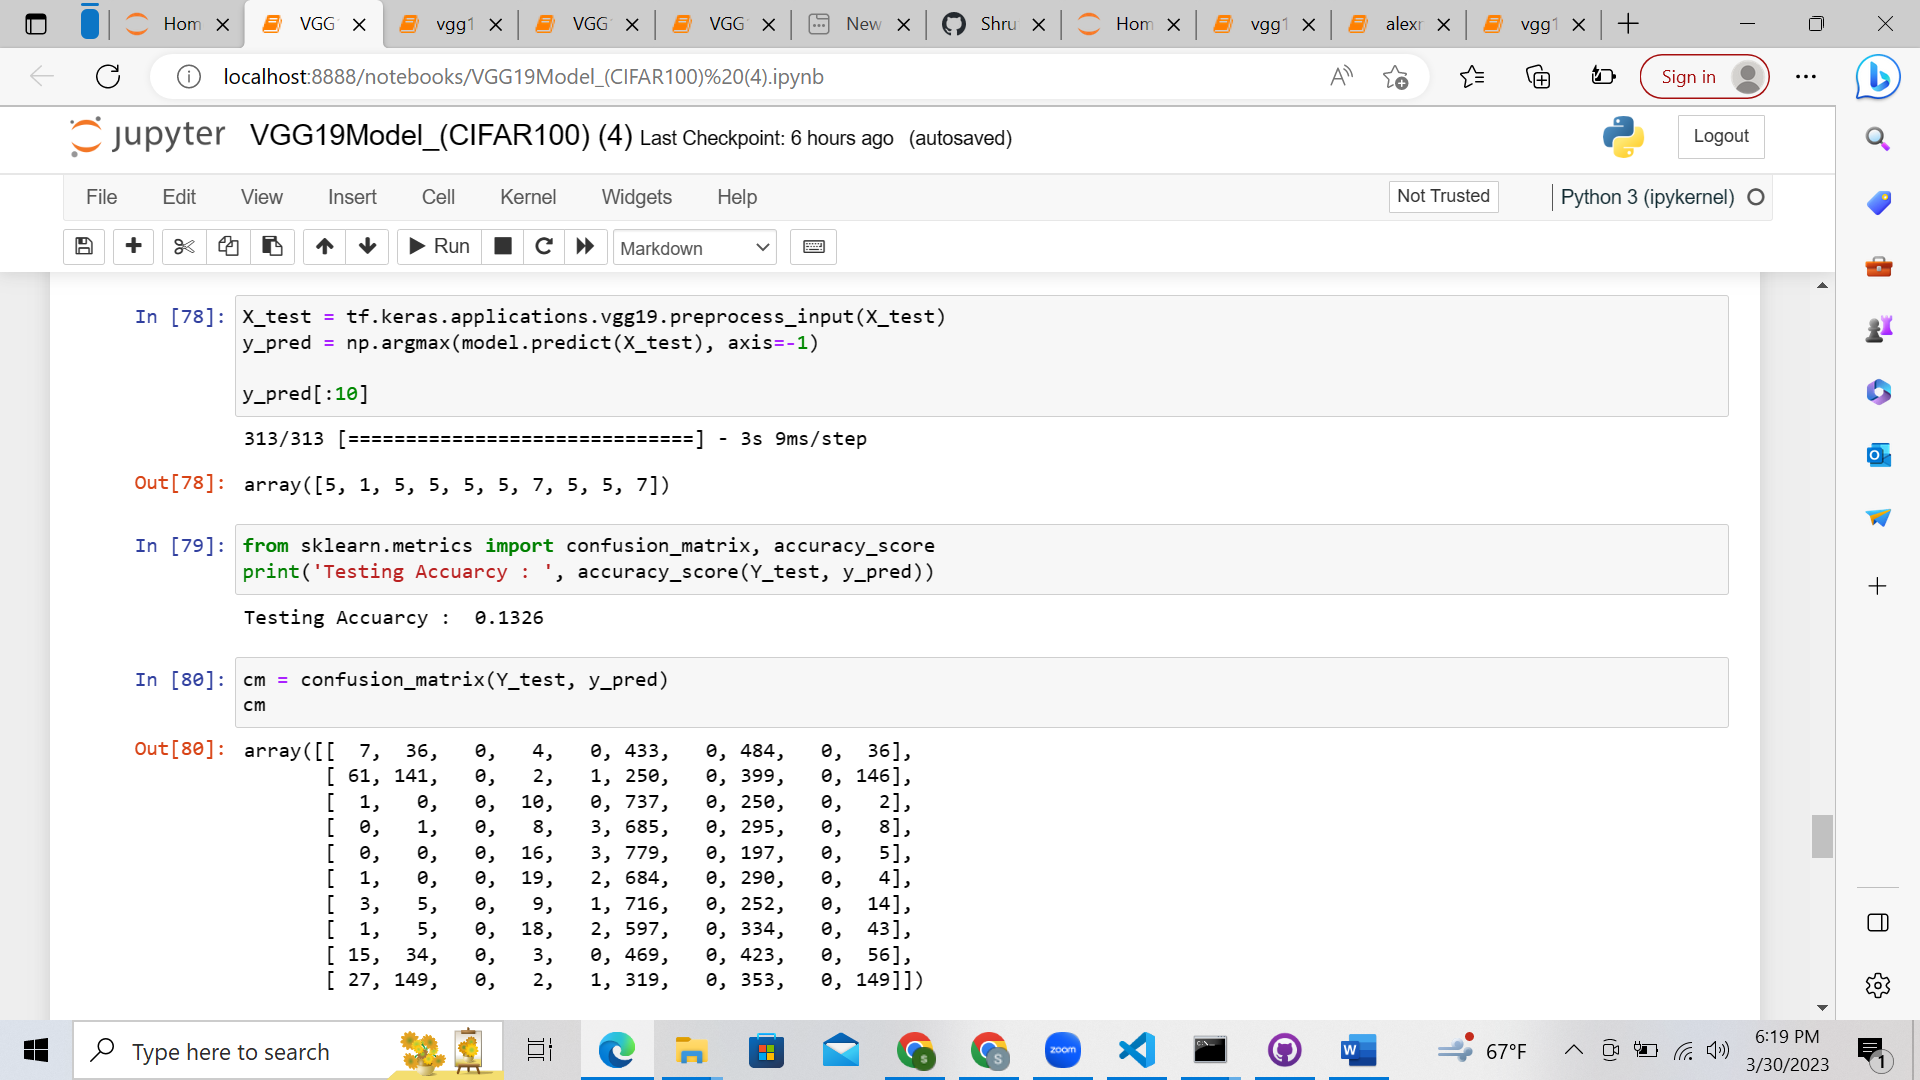 Hom
VGG
vgg1
VGG
VGG
New
Shru
Hom
vgg1
alexr
vgg1
localhost:8888/notebooks/VGG19Model_(CIFAR100)%20(4).ipynb
Sign in
jupyter VGG19Model_(CIFAR100) (4) Last Checkpoint: 6 hours ago (autosaved)
Logout
File Edit View Insert Cell Kernel Widgets Help
Not Trusted
Python 3 (ipykernel)
Run
Markdown
In [78]: X_test = tf.keras.applications.vgg19.preprocess_input(X_test)
y_pred = np.argmax(model.predict(X_test), axis=-1)
y_pred[:10]
313/313 [==============================] - 3s 9ms/step
Out[78]: array([5, 1, 5, 5, 5, 5, 7, 5, 5, 7])
In [79]: from sklearn.metrics import confusion_matrix, accuracy_score
print('Testing Accuarcy : ', accuracy_score(Y_test, y_pred))
Testing Accuarcy :  0.1326
In [80]: cm = confusion_matrix(Y_test, y_pred)
cm
Out[80]: array([[  7,  36,   0,   4,   0, 433,   0, 484,   0,  36],
[ 61, 141,   0,   2,   1, 250,   0, 399,   0, 146],
[  1,   0,   0,  10,   0, 737,   0, 250,   0,   2],
[  0,   1,   0,   8,   3, 685,   0, 295,   0,   8],
[  0,   0,   0,  16,   3, 779,   0, 197,   0,   5],
[  1,   0,   0,  19,   2, 684,   0, 290,   0,   4],
[  3,   5,   0,   9,   1, 716,   0, 252,   0,  14],
[  1,   5,   0,  18,   2, 597,   0, 334,   0,  43],
[ 15,  34,   0,   3,   0, 469,   0, 423,   0,  56],
[ 27, 149,   0,   2,   1, 319,   0, 353,   0, 149]])
Type here to search
zoom
67°F
6:19 PM
3/30/2023
1